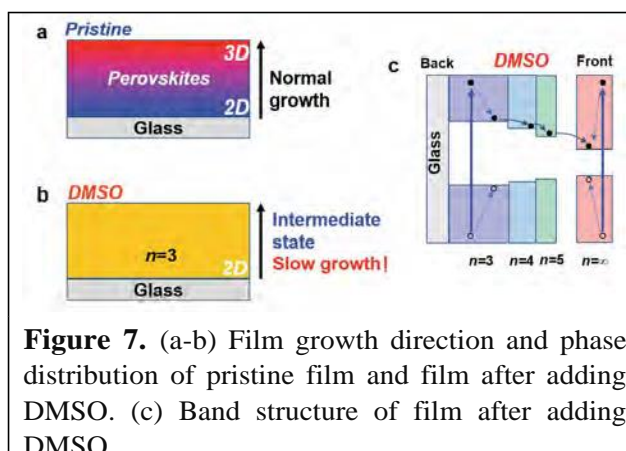 a
Pristine
3D
Perovskites
2D
Glass
Normal
growth
b
DMSO
n=3
2D
Glass
Intermediate
state
Slow growth!
c
Back
DMSO
Front
Glass
n=3
n=4
n=5
n=∞
Figure 7. (a-b) Film growth direction and phase
distribution of pristine film and film after adding
DMSO. (c) Band structure of film after adding
DMSO